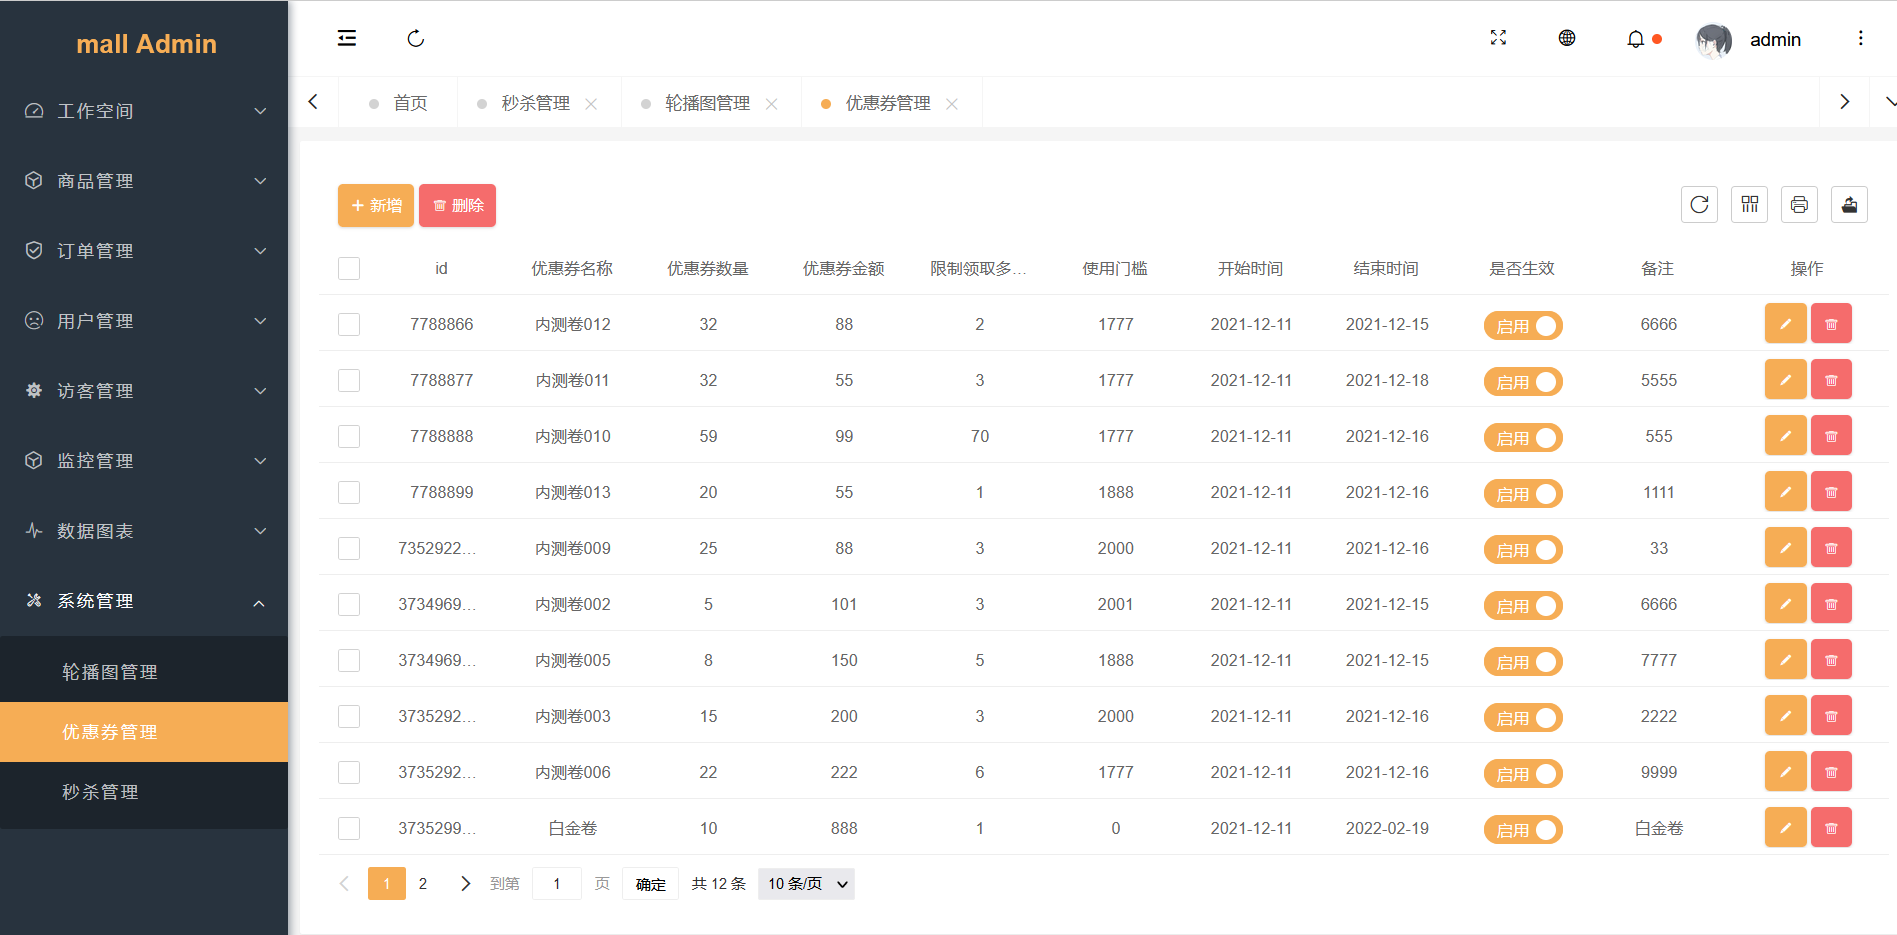 mall Admin
工作空间
商品管理
订单管理
用户管理
访客管理
监控管理
数据图表
系统管理
轮播图管理
优惠券管理
秒杀管理
admin
首页 秒杀管理 轮播图管理 优惠券管理
新增 删除
id 优惠券名称 优惠券数量 优惠券金额 限制领取多... 使用门槛 开始时间 结束时间 是否生效 备注 操作
7788866 内测卷012 32 88 2 1777 2021-12-11 2021-12-15 启用 6666
7788877 内测卷011 32 55 3 1777 2021-12-11 2021-12-18 启用 5555
7788888 内测卷010 59 99 70 1777 2021-12-11 2021-12-16 启用 555
7788899 内测卷013 20 55 1 1888 2021-12-11 2021-12-16 启用 1111
7352922... 内测卷009 25 88 3 2000 2021-12-11 2021-12-16 启用 33
3734969... 内测卷002 5 101 3 2001 2021-12-11 2021-12-15 启用 6666
3734969... 内测卷005 8 150 5 1888 2021-12-11 2021-12-15 启用 7777
3735292... 内测卷003 15 200 3 2000 2021-12-11 2021-12-16 启用 2222
3735292... 内测卷006 22 222 6 1777 2021-12-11 2021-12-16 启用 9999
3735299... 白金卷 10 888 1 0 2021-12-11 2022-02-19 启用 白金卷
1 2 到第 1 页 确定 共 12 条 10 条/页